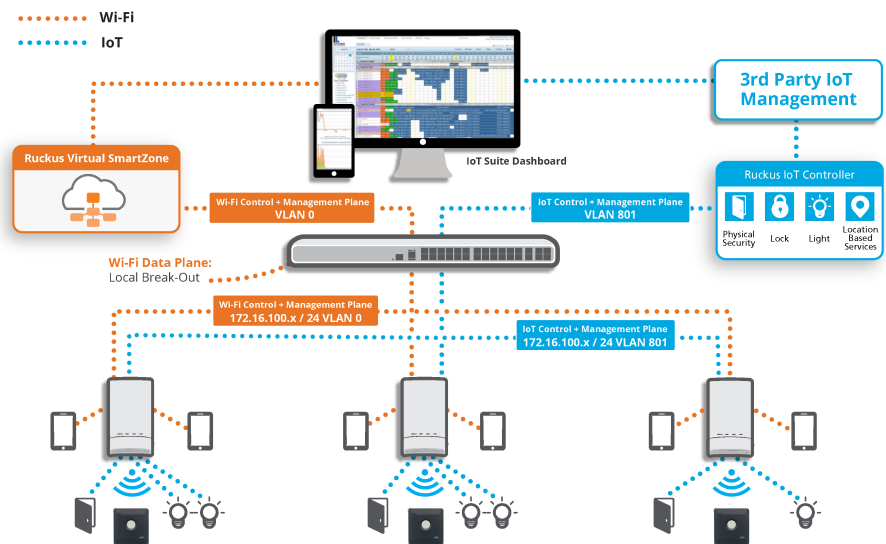 Wi-Fi
IoT
3rd Party IoT
Management
IoT Suite Dashboard
Ruckus Virtual SmartZone
Ruckus IoT Controller
Physical
Security
Lock
Light
Location
Based
Services
Wi-Fi Control + Management Plane
VLAN 0
IoT Control + Management Plane
VLAN 801
Wi-Fi Data Plane:
Local Break-Out
Wi-Fi Control + Management Plane
172.16.100.x / 24 VLAN 0
IoT Control + Management Plane
172.16.100.x / 24 VLAN 801